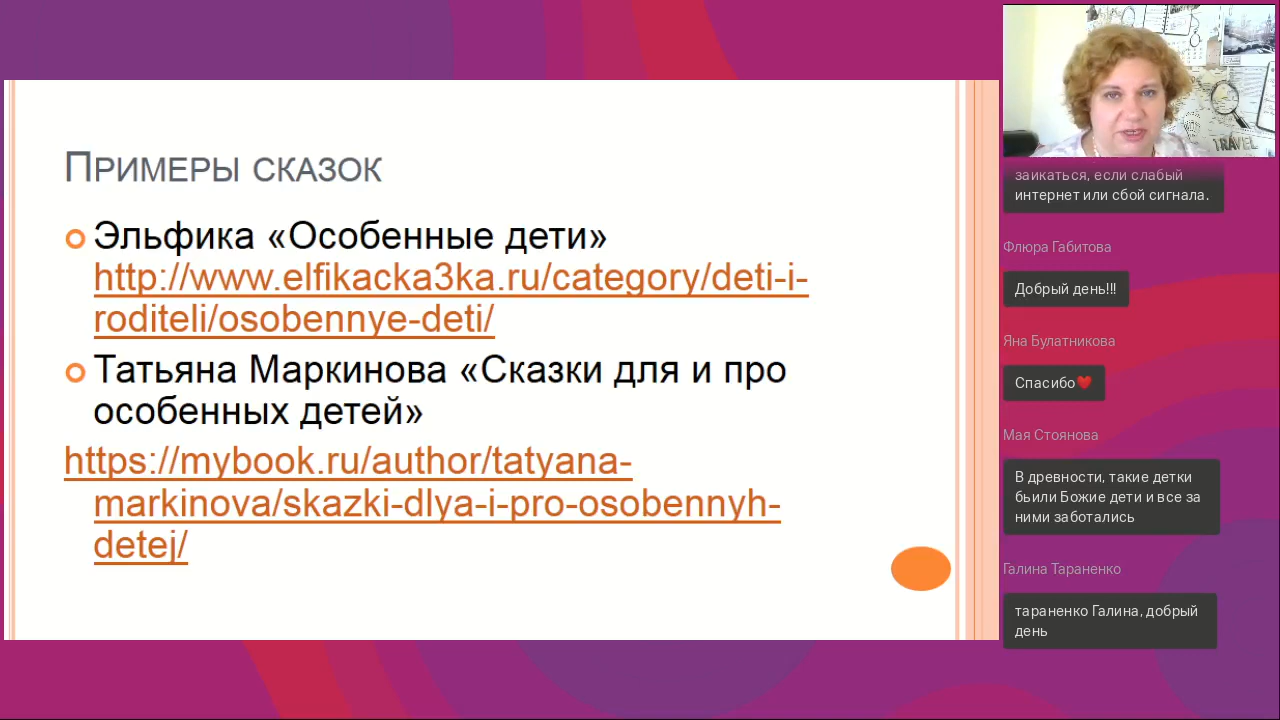 ПРИМЕРЫ СКАЗОК
Эльфика «Особенные дети»
http://www.elfikacka3ka.ru/category/deti-i-
roditeli/osobennye-deti/
Татьяна Маркинова «Сказки для и про
особенных детей»
https://mybook.ru/author/tatyana-
markinova/skazki-dlya-i-pro-osobennyh-
detej/
TRAVEL
заикаться, если слабый
интернет или сбой сигнала.
Флюра Габитова
Добрый день!!!
Яна Булатникова
Спасибо❤️
Мая Стоянова
В древности, такие детки
бьили Божие дети и все за
ними заботались
Галина Тараненко
тараненко Галина, добрый
день